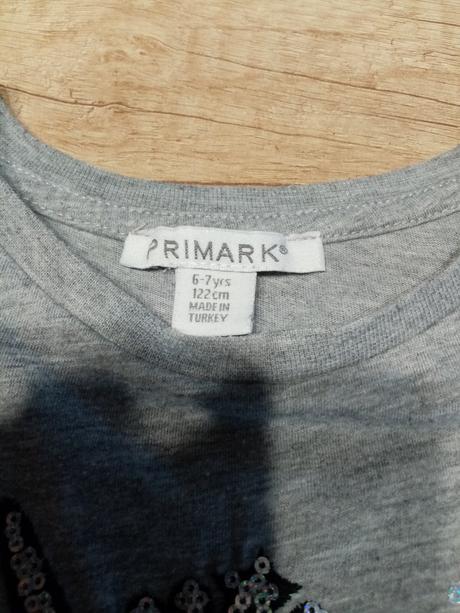 PRIMARK®
6-7yrs
122cm
MADE IN
TURKEY